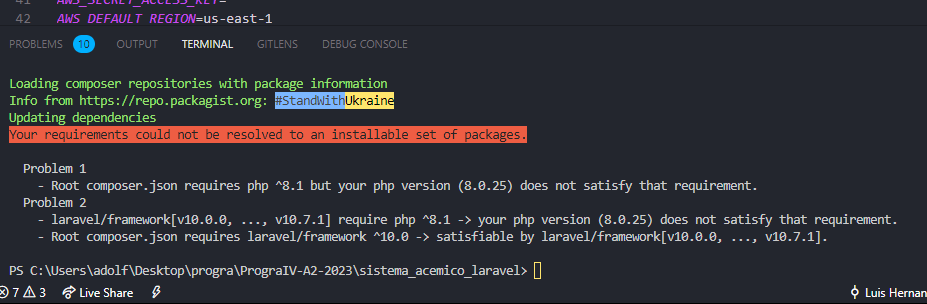 41 AWS_SECRET_ACCESS_KEY=
42 AWS_DEFAULT_REGION=us-east-1
PROBLEMS 10 OUTPUT TERMINAL GITLENS DEBUG CONSOLE
Loading composer repositories with package information
Info from https://repo.packagist.org: #StandWithUkraine
Updating dependencies
Your requirements could not be resolved to an installable set of packages.
Problem 1
- Root composer.json requires php ^8.1 but your php version (8.0.25) does not satisfy that requirement.
Problem 2
- laravel/framework[v10.0.0, ..., v10.7.1] require php ^8.1 -> your php version (8.0.25) does not satisfy that requirement.
- Root composer.json requires laravel/framework ^10.0 -> satisfiable by laravel/framework[v10.0.0, ..., v10.7.1].
PS C:\Users\adolf\Desktop\progra\PrograIV-A2-2023\sistema_acemico_laravel>
7 3 Live Share Luis Hernan